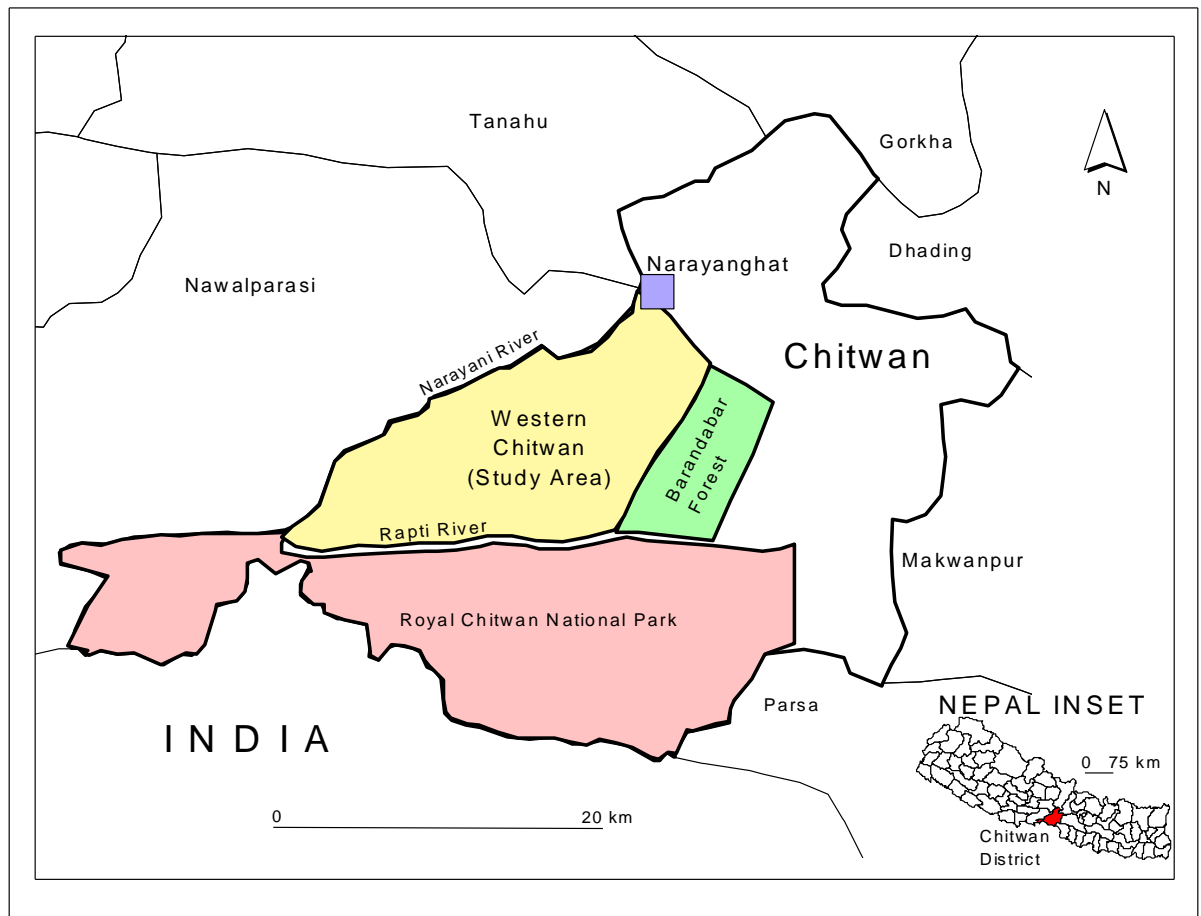 Tanahu
Gorkha
N
Dhading
Narayanghat
Nawalparasi
Chitwan
Narayani River
Western
Chitwan
(Study Area)
Barandabar
Forest
Rapti River
Makwanpur
Royal Chitwan National Park
Parsa
NEPAL INSET
INDIA
0 75 km
0 20 km
Chitwan
District